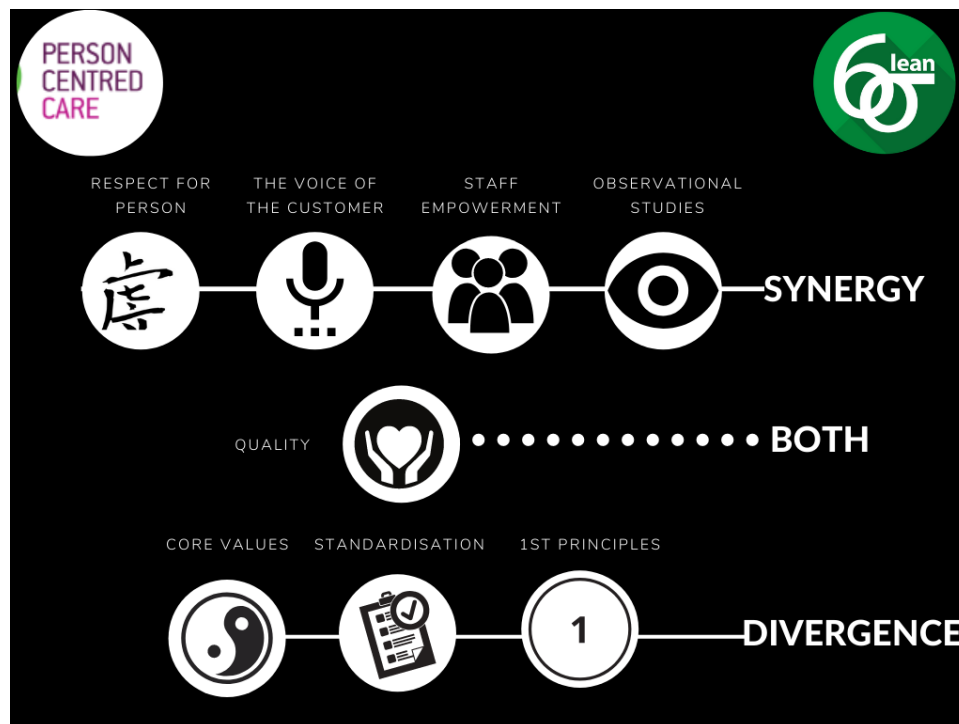 PERSON
CENTRED
CARE
lean
6σ
RESPECT FOR
PERSON
THE VOICE OF
THE CUSTOMER
STAFF
EMPOWERMENT
OBSERVATIONAL
STUDIES
SYNERGY
QUALITY
BOTH
CORE VALUES
STANDARDISATION
1ST PRINCIPLES
1
DIVERGENCE